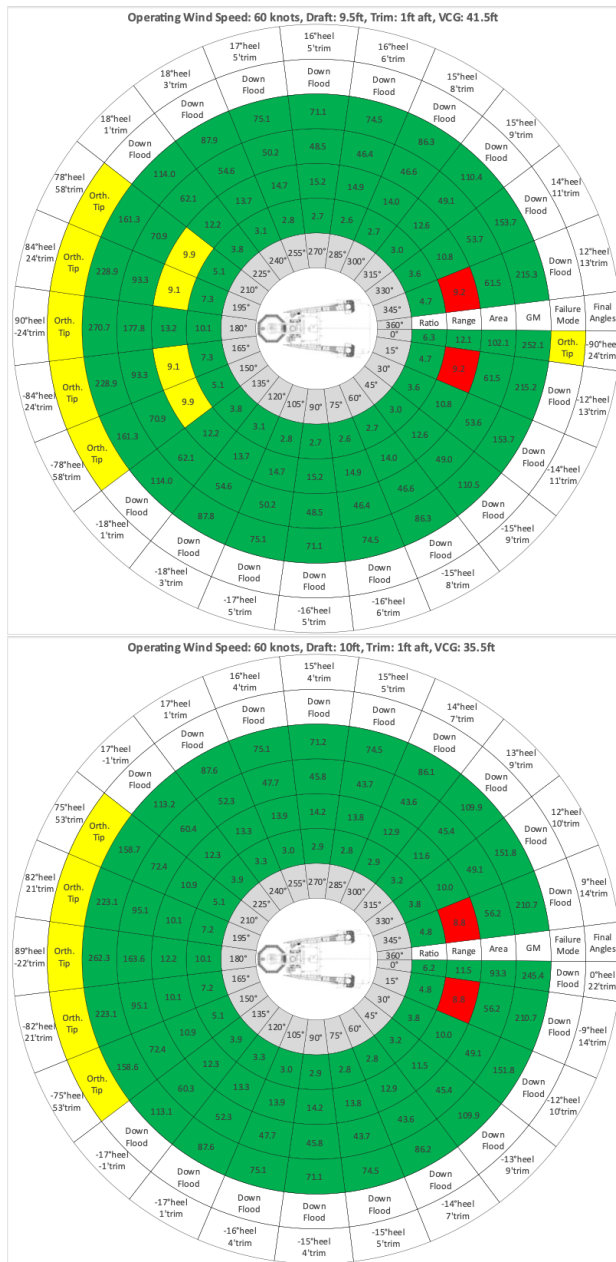 Operating Wind Speed: 60 knots, Draft: 9.5ft, Trim: 1ft aft, VCG: 41.5ft
16°heel
5'trim
16°heel
6'trim
15°heel
8'trim
15°heel
9'trim
14°heel
11'trim
12°heel
13'trim
Final
Angles
-90°heel
24'trim
-12°heel
13'trim
-14°heel
11'trim
-15°heel
9'trim
-15°heel
8'trim
-16°heel
6'trim
-16°heel
5'trim
-17°heel
5'trim
-18°heel
3'trim
-18°heel
1'trim
-78°heel
58'trim
-84°heel
24'trim
90°heel
-24'trim
84°heel
24'trim
78°heel
58'trim
18°heel
1'trim
18°heel
3'trim
17°heel
5'trim
Down
Flood
Down
Flood
Down
Flood
Down
Flood
Down
Flood
Down
Flood
Failure
Mode
Orth.
Tip
Down
Flood
Down
Flood
Down
Flood
Down
Flood
Down
Flood
Down
Flood
Down
Flood
Down
Flood
Down
Flood
Orth.
Tip
Orth.
Tip
Orth.
Tip
Orth.
Tip
Orth.
Tip
Down
Flood
Down
Flood
Down
Flood
71.1
74.5
86.3
110.4
153.7
215.3
GM
252.1
215.2
153.7
110.5
86.3
74.5
71.1
75.1
87.8
114.0
161.3
228.9
270.7
228.9
161.3
114.0
87.9
75.1
48.5
46.4
46.6
49.1
53.7
61.5
Area
102.1
61.5
53.6
49.0
46.6
46.4
48.5
50.2
54.6
62.1
70.9
93.3
177.8
93.3
70.9
62.1
54.6
50.2
15.2
14.9
14.0
12.6
10.8
Range
12.1
8.1
10.8
12.6
14.0
14.9
15.2
14.7
13.7
12.2
9.9
9.1
13.2
9.1
9.9
12.2
13.7
14.7
2.7
2.6
2.7
3.0
3.6
4.7
Ratio
6.3
4.7
3.6
3.0
2.7
2.6
2.7
2.8
3.1
3.8
5.1
7.3
10.1
7.3
5.1
3.8
3.1
2.8
270°
285°
300°
315°
330°
345°
360°
0°
15°
30°
45°
60°
75°
90°
105°
120°
135°
150°
165°
180°
195°
210°
225°
240°
255°
Operating Wind Speed: 60 knots, Draft: 10ft, Trim: 1ft aft, VCG: 35.5ft
15°heel
4'trim
15°heel
5'trim
14°heel
7'trim
13°heel
9'trim
12°heel
10'trim
9°heel
14'trim
Final
Angles
0°heel
22'trim
-9°heel
14'trim
-12°heel
10'trim
-13°heel
9'trim
-14°heel
7'trim
-15°heel
5'trim
-15°heel
4'trim
-16°heel
4'trim
-17°heel
1'trim
-17°heel
-1'trim
-75°heel
53'trim
-82°heel
21'trim
89°heel
-22'trim
82°heel
21'trim
75°heel
53'trim
17°heel
-1'trim
17°heel
1'trim
16°heel
4'trim
Down
Flood
Down
Flood
Down
Flood
Down
Flood
Down
Flood
Down
Flood
Failure
Mode
Down
Flood
Down
Flood
Down
Flood
Down
Flood
Down
Flood
Down
Flood
Down
Flood
Down
Flood
Down
Flood
Down
Flood
Orth.
Tip
Orth.
Tip
Orth.
Tip
Orth.
Tip
Orth.
Tip
Down
Flood
Down
Flood
Down
Flood
71.2
74.5
86.1
109.9
151.8
210.7
GM
245.4
210.7
151.8
109.9
86.2
74.5
71.1
75.1
87.6
113.1
158.6
223.1
262.3
223.1
158.7
113.2
87.6
75.1
45.8
43.7
43.6
45.4
49.1
56.2
Area
93.3
56.2
49.1
45.4
43.6
43.7
45.8
47.7
52.3
60.3
72.4
95.1
163.6
95.1
72.4
60.4
52.3
47.7
14.2
13.8
12.9
11.6
10.0
Range
11.5
10.0
11.5
12.9
13.8
14.2
13.9
13.3
12.3
10.9
10.1
12.2
10.1
10.9
12.3
13.3
13.9
2.8
2.9
2.8
3.2
3.8
4.8
Ratio
6.2
4.8
3.8
3.2
2.8
2.8
2.9
3.0
3.3
3.9
5.1
7.2
10.1
7.2
5.1
3.9
3.3
3.0
2.9
270°
285°
300°
315°
330°
345°
360°
0°
15°
30°
45°
60°
75°
90°
105°
120°
135°
150°
165°
180°
195°
210°
225°
240°
255°